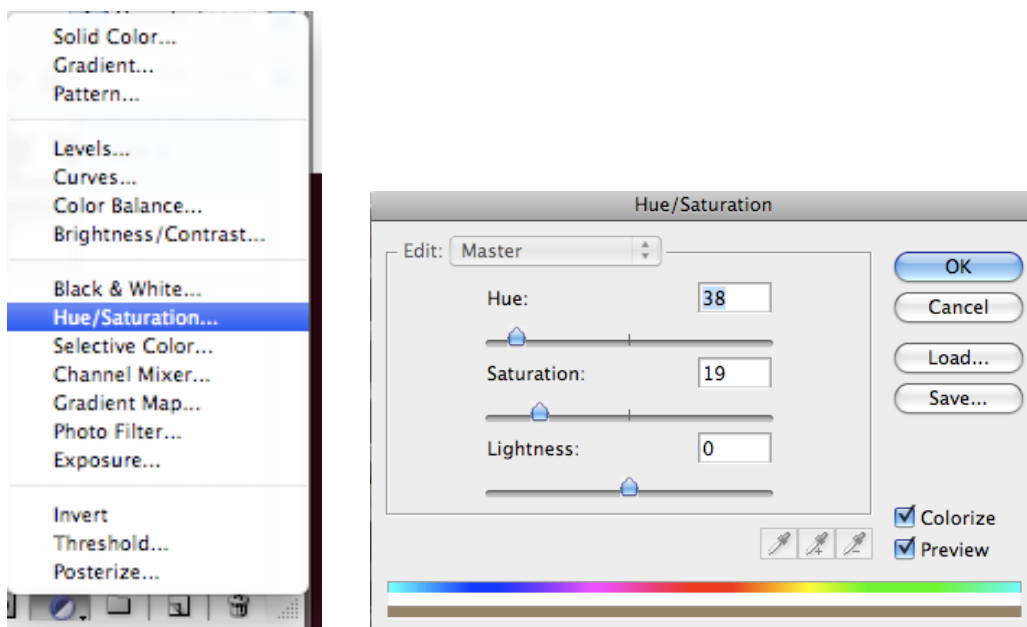 Solid Color...
Gradient...
Pattern...
Levels...
Curves...
Color Balance...
Brightness/Contrast...
Black & White...
Hue/Saturation...
Selective Color...
Channel Mixer...
Gradient Map...
Photo Filter...
Exposure...
Invert
Threshold...
Posterize...
Hue/Saturation
Edit: Master
Hue: 38
Saturation: 19
Lightness: 0
OK
Cancel
Load...
Save...
Colorize
Preview